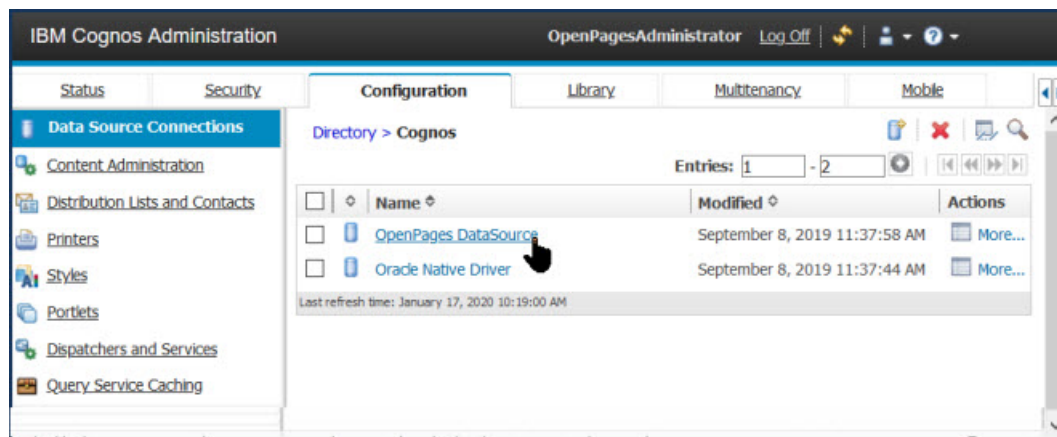 IBM Cognos Administration OpenPagesAdministrator Log Off
Status Security Configuration Library Multitenancy Mobile
Data Source Connections
Content Administration
Distribution Lists and Contacts
Printers
Styles
Portlets
Dispatchers and Services
Query Service Caching
Directory > Cognos
Entries: 1 - 2
Name Modified Actions
OpenPages DataSource September 8, 2019 11:37:58 AM More...
Oracle Native Driver September 8, 2019 11:37:44 AM More...
Last refresh time: January 17, 2020 10:19:00 AM